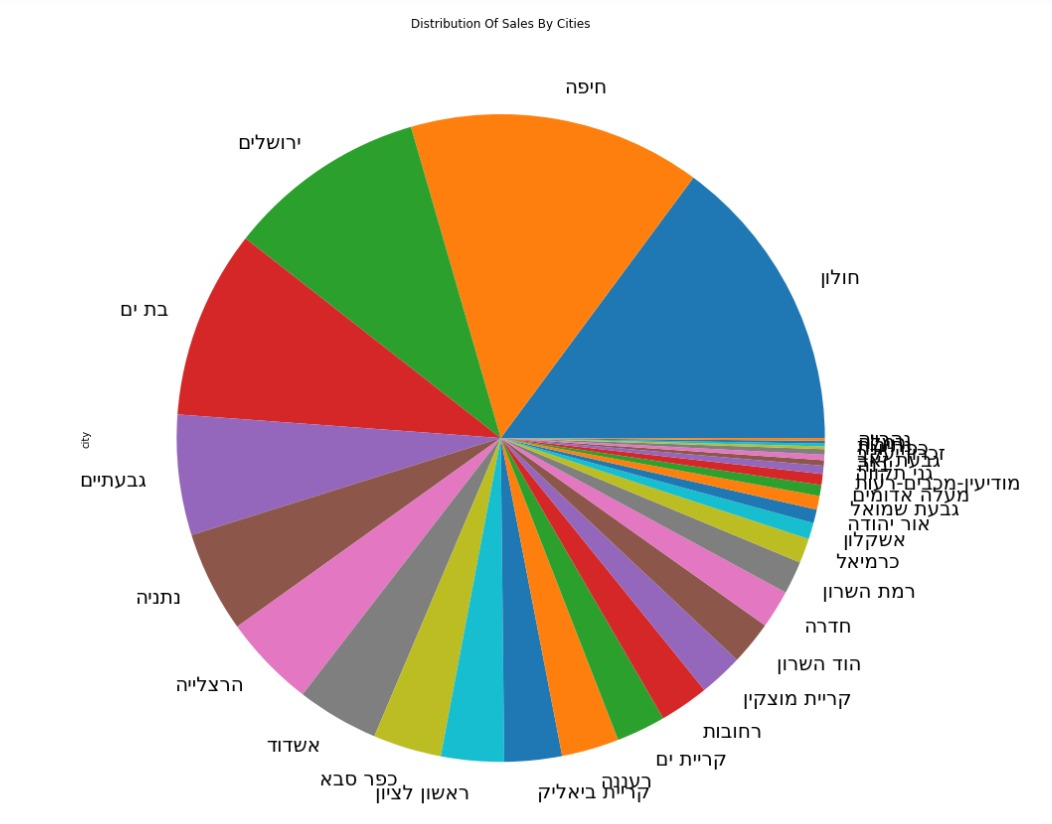 Distribution Of Sales By Cities
חיפה
ירושלים
חולון
בת ים
city
גבעתיים
מודיעין-מכבים-רעות
מעלה אדומים
גבעת שמואל
אור יהודה
אשקלון
כרמיאל
רמת השרון
נתניה
חדרה
הוד השרון
הרצלייה
קריית מוצקין
רחובות
אשדוד
קריית ים
כפר סבא
רעננה
ראשון לציון
קריית ביאליק